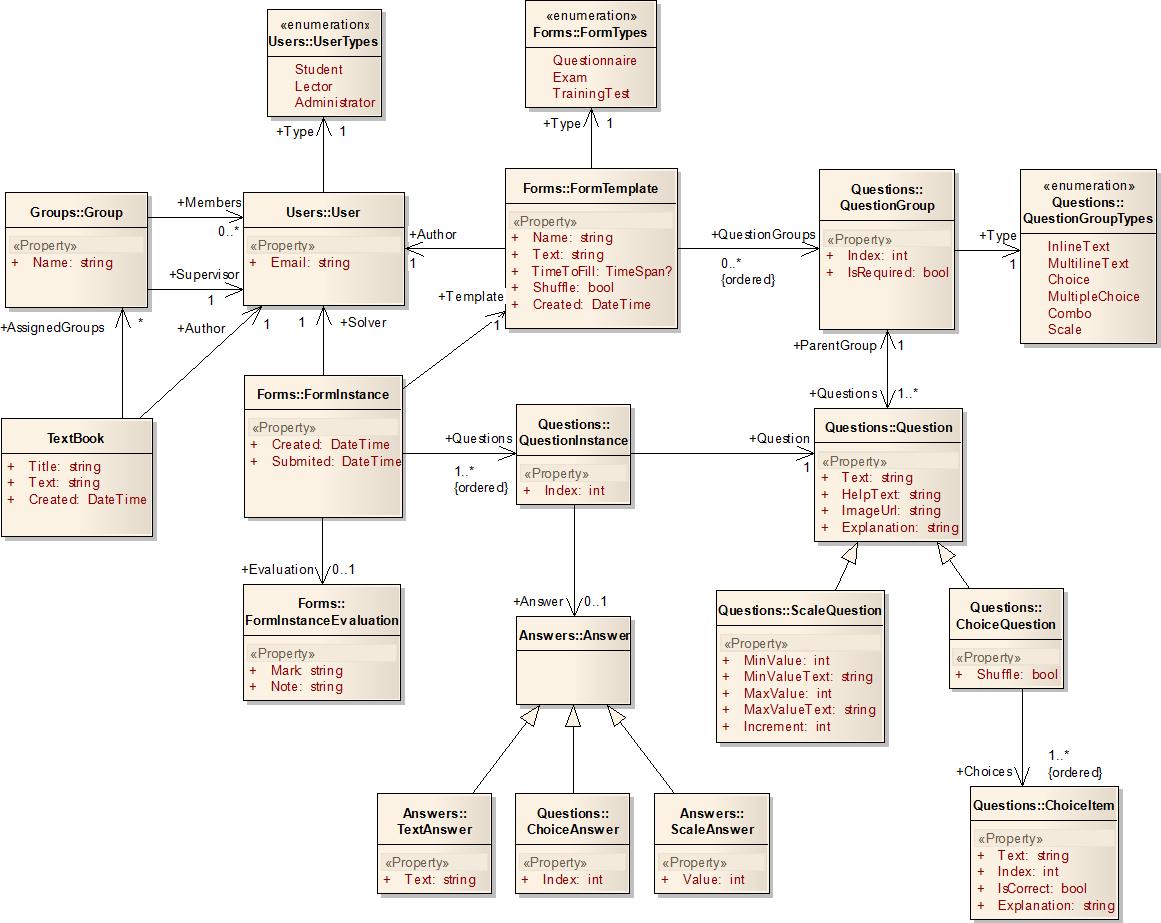 «enumeration»
Users::UserTypes
Student
Lector
Administrator
+Type
1
«enumeration»
Forms::FormTypes
Questionnaire
Exam
TrainingTest
+Type
1
Groups::Group
«Property»
+ Name: string
+Members
0..*
+Supervisor
1
Users::User
«Property»
+ Email: string
+Author
1
Forms::FormTemplate
«Property»
+ Name: string
+ Text: string
+ TimeToFill: TimeSpan?
+ Shuffle: bool
+ Created: DateTime
+QuestionGroups
0..*
{ordered}
Questions::
QuestionGroup
«Property»
+ Index: int
+ IsRequired: bool
+Type
1
«enumeration»
Questions::
QuestionGroupTypes
InlineText
MultilineText
Choice
MultipleChoice
Combo
Scale
+AssignedGroups
*
+Author
1
1
+Solver
+Template
1
+ParentGroup
1
+Questions
1..*
TextBook
+ Title: string
+ Text: string
+ Created: DateTime
Forms::FormInstance
«Property»
+ Created: DateTime
+ Submited: DateTime
+Questions
1..*
{ordered}
Questions::
QuestionInstance
«Property»
+ Index: int
+Question
1
Questions::Question
«Property»
+ Text: string
+ HelpText: string
+ ImageUrl: string
+ Explanation: string
+Evaluation
0..1
Forms::
FormInstanceEvaluation
«Property»
+ Mark: string
+ Note: string
+Answer
0..1
Answers::Answer
Questions::ScaleQuestion
«Property»
+ MinValue: int
+ MinValueText: string
+ MaxValue: int
+ MaxValueText: string
+ Increment: int
Questions::
ChoiceQuestion
«Property»
+ Shuffle: bool
1..*
+Choices
{ordered}
Answers::
TextAnswer
«Property»
+ Text: string
Questions::
ChoiceAnswer
«Property»
+ Index: int
Answers::
ScaleAnswer
«Property»
+ Value: int
Questions::ChoiceItem
«Property»
+ Text: string
+ Index: int
+ IsCorrect: bool
+ Explanation: string